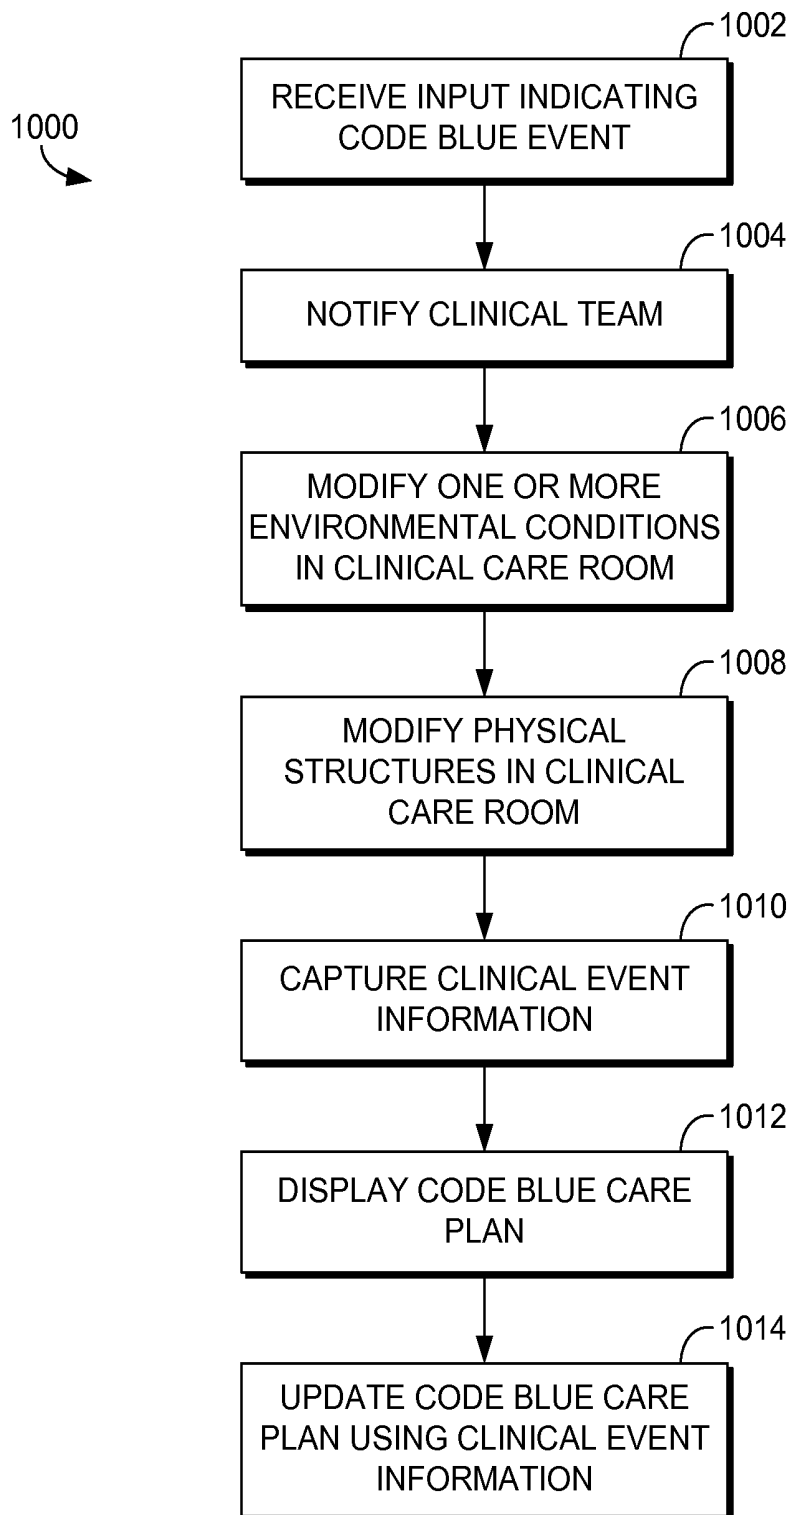 1000
1002
RECEIVE INPUT INDICATING
CODE BLUE EVENT
1004
NOTIFY CLINICAL TEAM
1006
MODIFY ONE OR MORE
ENVIRONMENTAL CONDITIONS
IN CLINICAL CARE ROOM
1008
MODIFY PHYSICAL
STRUCTURES IN CLINICAL
CARE ROOM
1010
CAPTURE CLINICAL EVENT
INFORMATION
1012
DISPLAY CODE BLUE CARE
PLAN
1014
UPDATE CODE BLUE CARE
PLAN USING CLINICAL EVENT
INFORMATION